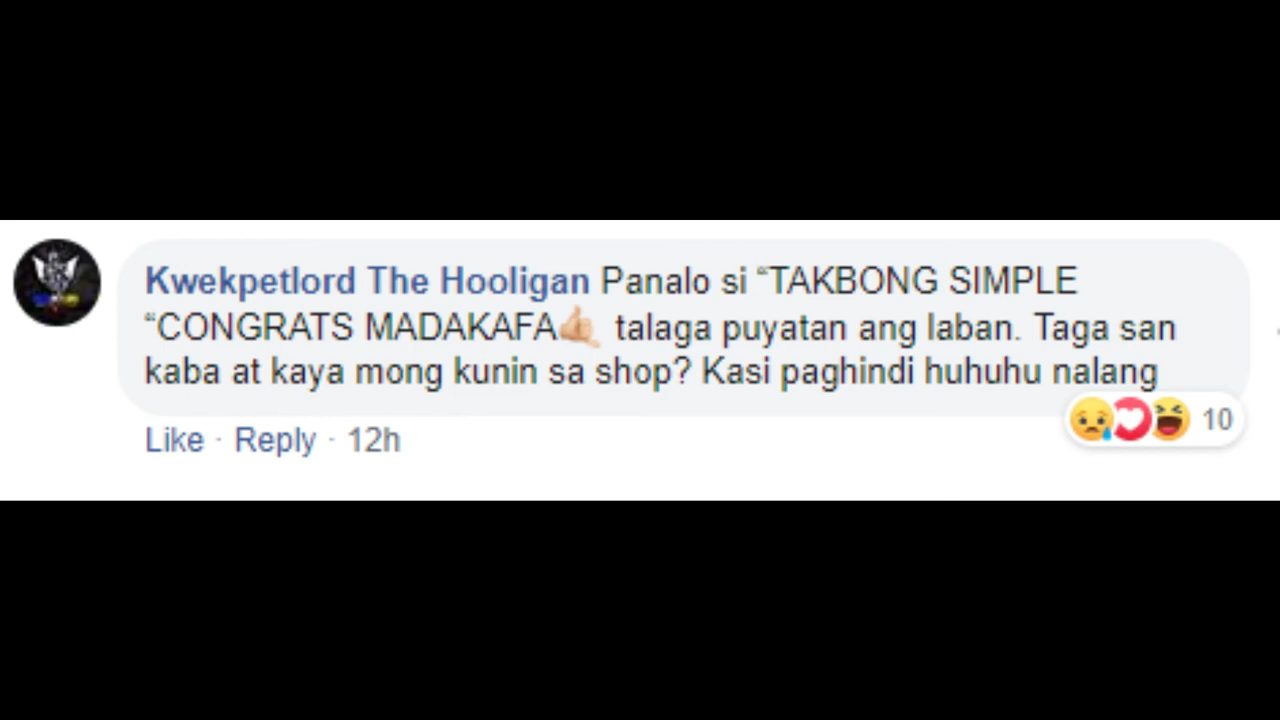 Kwekpetlord The Hooligan Panalo si “TAKBONG SIMPLE
“CONGRATS MADAKAFA🤙 talaga puyatan ang laban. Taga san
kaba at kaya mong kunin sa shop? Kasi paghindi huhuhu nalang
10
Like · Reply · 12h